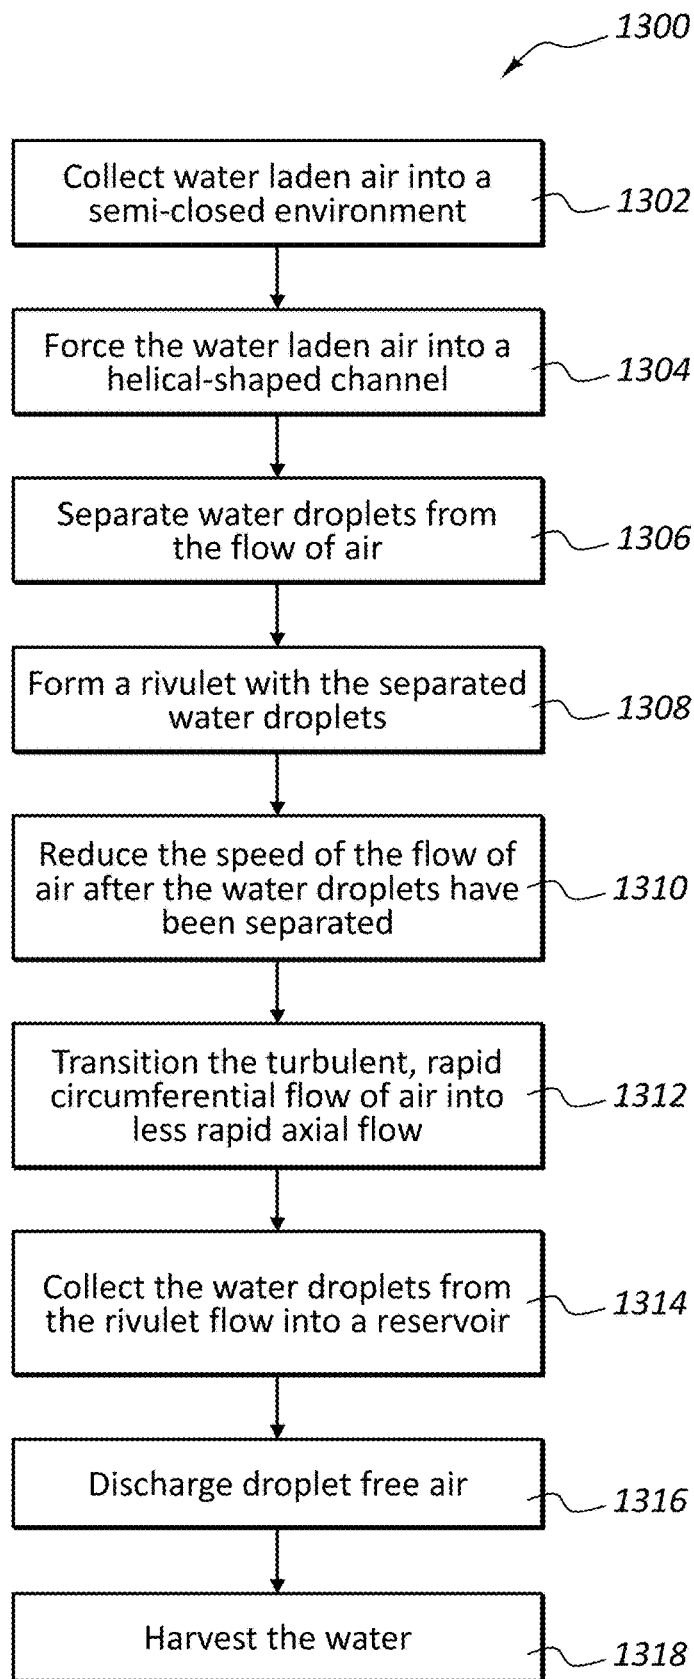 1300
Collect water laden air into a
semi-closed environment
1302
Force the water laden air into a
helical-shaped channel
1304
Separate water droplets from
the flow of air
1306
Form a rivulet with the separated
water droplets
1308
Reduce the speed of the flow of
air after the water droplets have
been separated
1310
Transition the turbulent, rapid
circumferential flow of air into
less rapid axial flow
1312
Collect the water droplets from
the rivulet flow into a reservoir
1314
Discharge droplet free air
1316
Harvest the water
1318